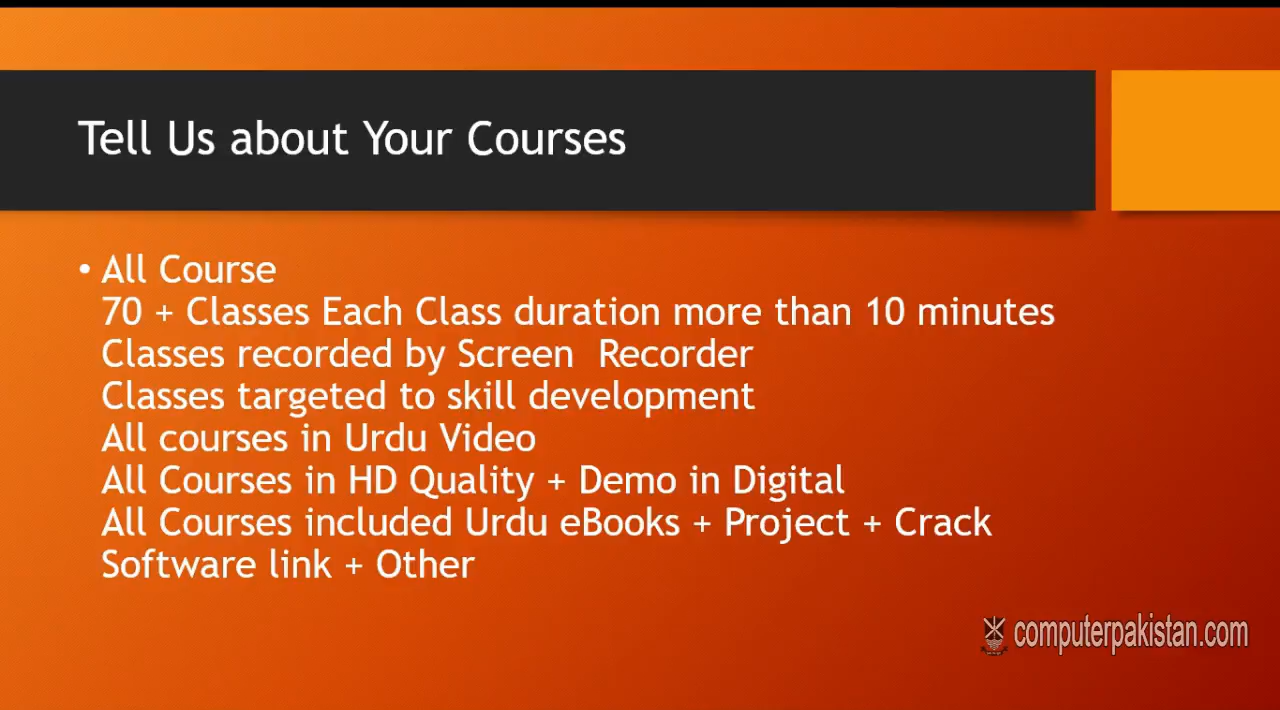 Tell Us about Your Courses
• All Course
70 + Classes Each Class duration more than 10 minutes
Classes recorded by Screen  Recorder
Classes targeted to skill development
All courses in Urdu Video
All Courses in HD Quality + Demo in Digital
All Courses included Urdu eBooks + Project + Crack
Software link + Other
computerpakistan.com